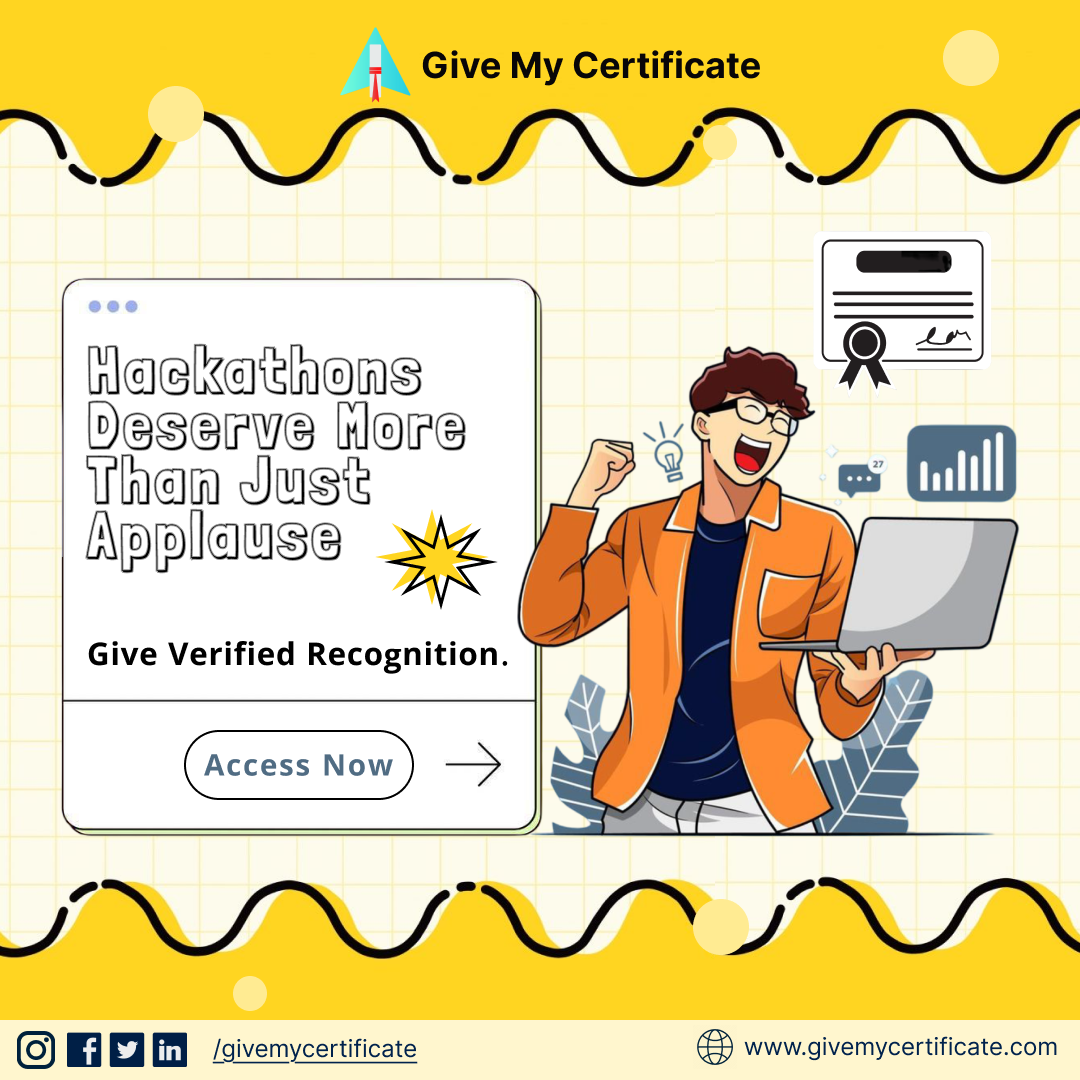 Give My Certificate
Hackathons
Deserve More
Than Just
Applause
Give Verified Recognition.
Access Now
27
/givemycertificate
www.givemycertificate.com